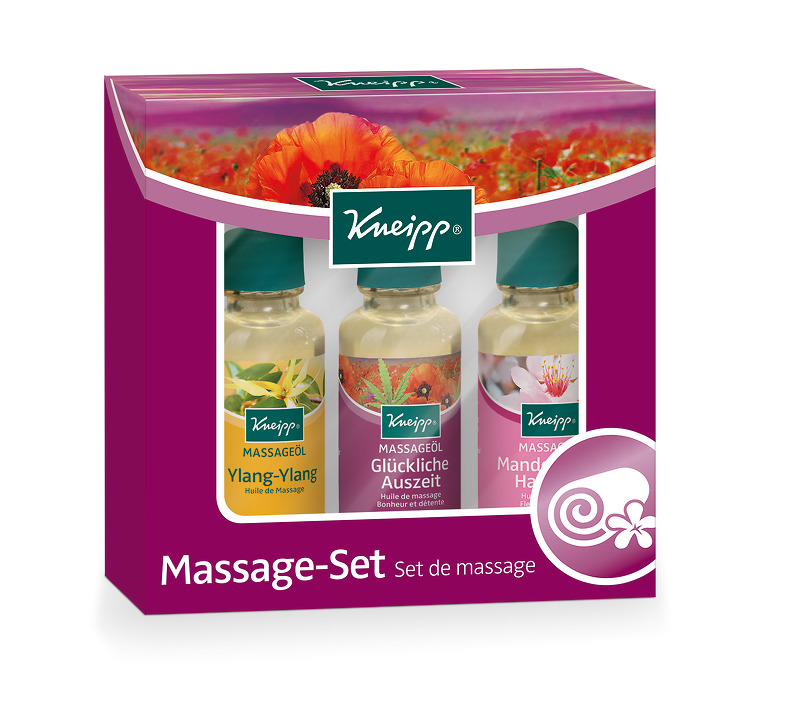 Kneipp®
Kneipp®
Kneipp®
MASSAGEÖL
Ylang-Ylang
Huile de Massage
Kneipp®
MASSAGEÖL
Glückliche
Auszeit
Huile de massage
Bonheur et détente
Kneipp®
Massage-Set Set de massage